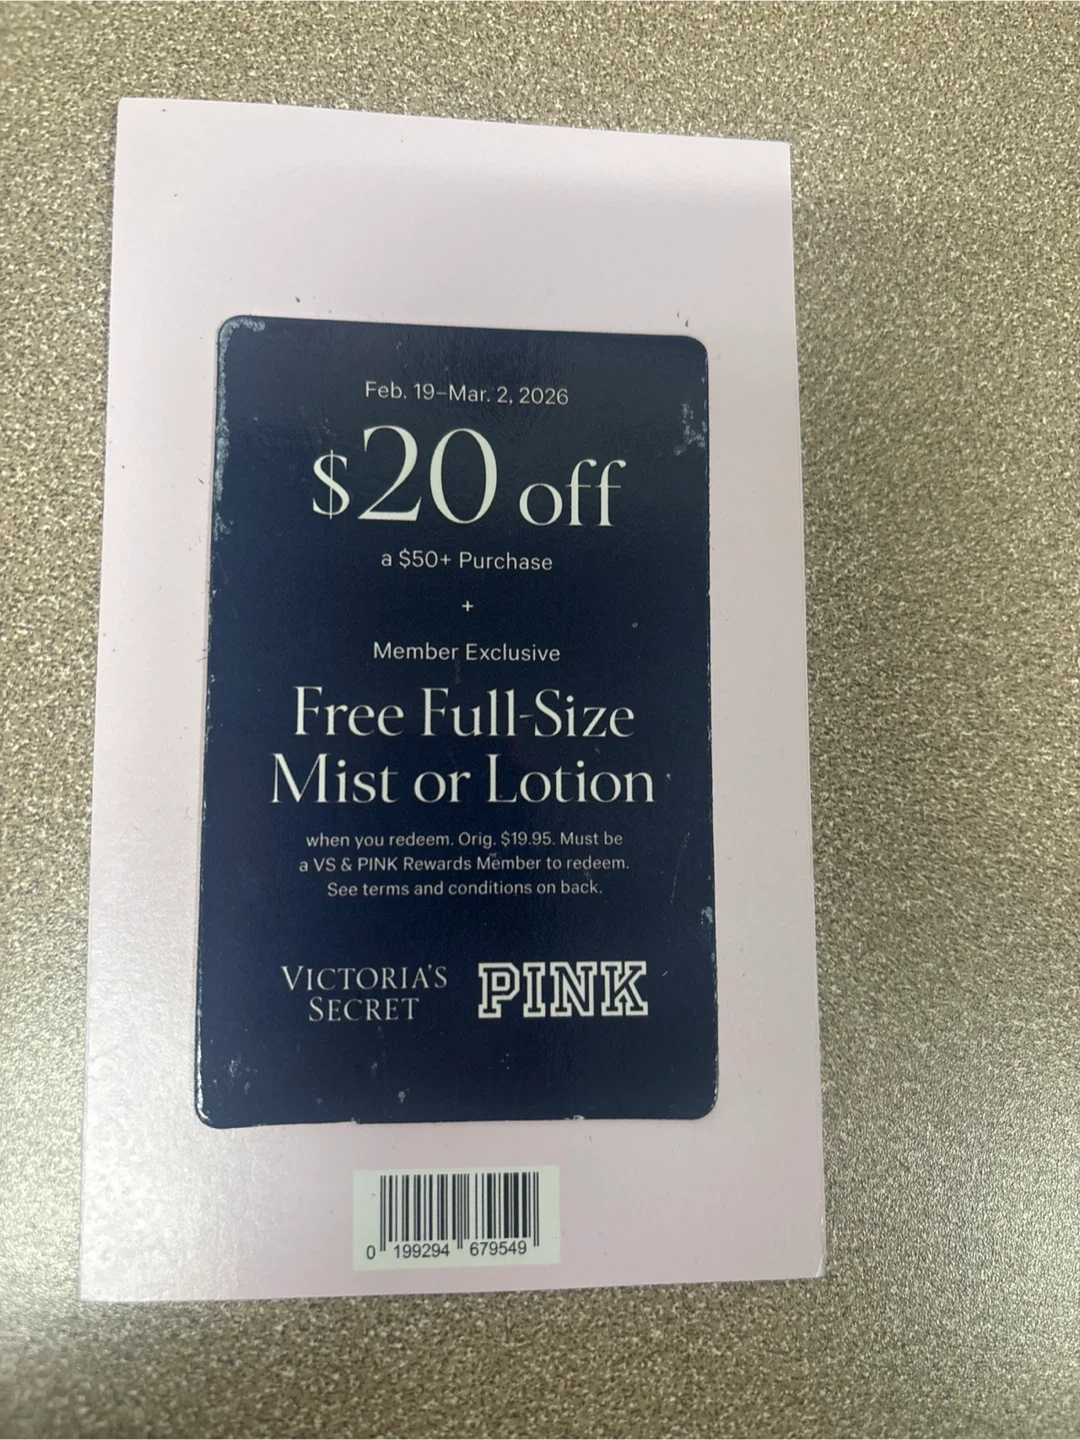 Feb. 19–Mar. 2, 2026
$20 off
a $50+ Purchase
+
Member Exclusive
Free Full-Size
Mist or Lotion
when you redeem. Orig. $19.95. Must be
a VS & PINK Rewards Member to redeem.
See terms and conditions on back.
VICTORIA'S
SECRET
PINK
0 199294 679549